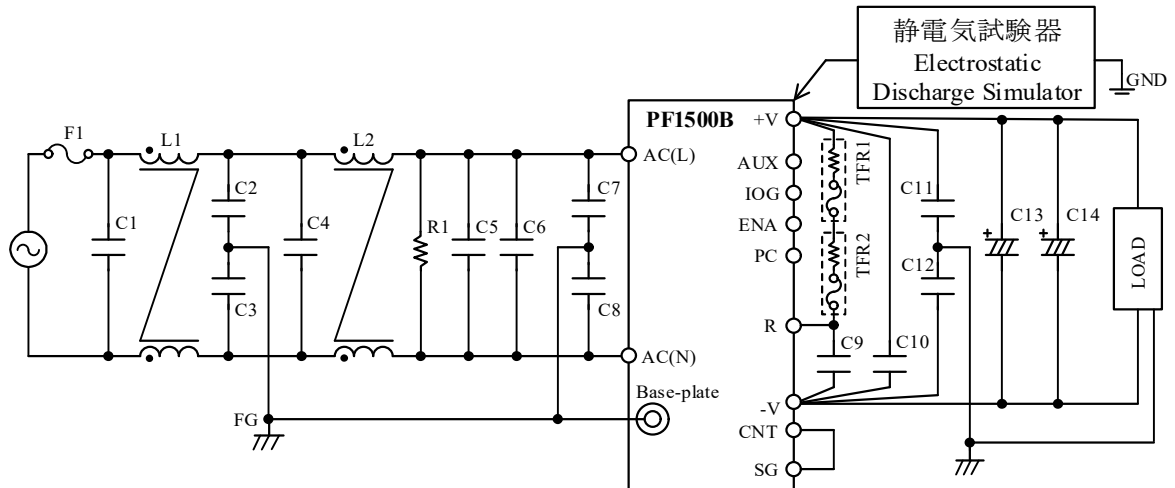 静電気試験器
Electrostatic
Discharge Simulator
GND
PF1500B
+V
F1
L1
L2
AC(L)
AUX
TFR1
C2
C7
IOG
C11
C1
C4
R1
C5
C6
ENA
C13
C14
+
+
PC
TFR2
C12
LOAD
C3
C8
R
C9
C10
AC(N)
Base-plate
-V
FG
CNT
SG